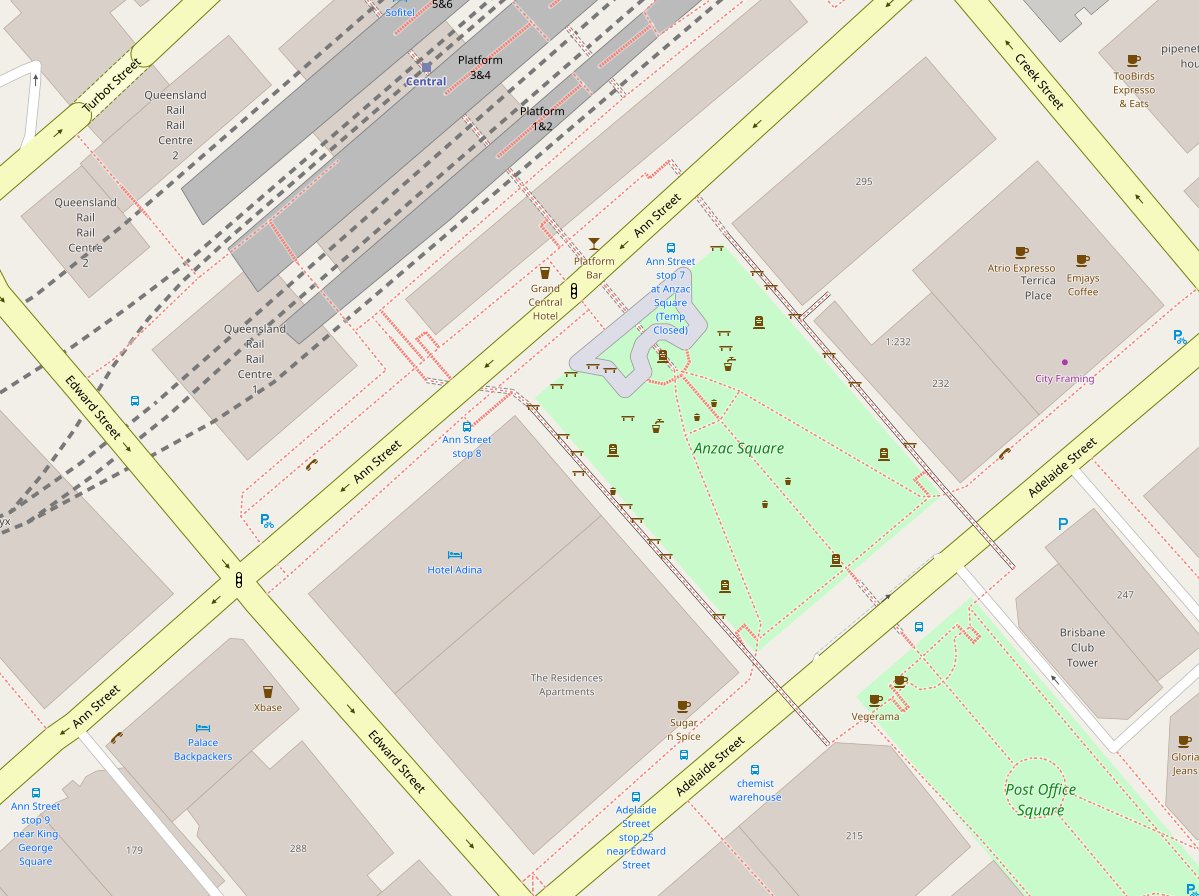 5&6
Sofitel
Platform
3&4
Central
Turbot Street
Queensland
Rail
Rail
Centre
2
Platform
1&2
Creek Street
pipenet
hou
TooBirds
Expresso
& Eats
Queensland
Rail
Rail
Centre
2
295
Ann Street
Platform
Bar
Ann Street
stop 7
at Anzac
Square
(Temp
Closed)
Grand
Central
Hotel
Atrio Expresso
Terrica
Place
Emjays
Coffee
Queensland
Rail
Rail
Centre
1
1:232
232
City Framing
Edward Street
Ann Street
stop 8
Anzac Square
Ann Street
Adelaide Street
P
yx
P
Hotel Adina
247
Brisbane
Club
Tower
The Residences
Apartments
Ann Street
Xbase
Sugar
n Spice
Vegerama
Palace
Backpackers
Edward Street
Adelaide Street
Gloria
Jeans
chemist
warehouse
Post Office
Square
Ann Street
stop 9
near King
George
Square
Adelaide
Street
stop 25
near Edward
Street
179
288
215